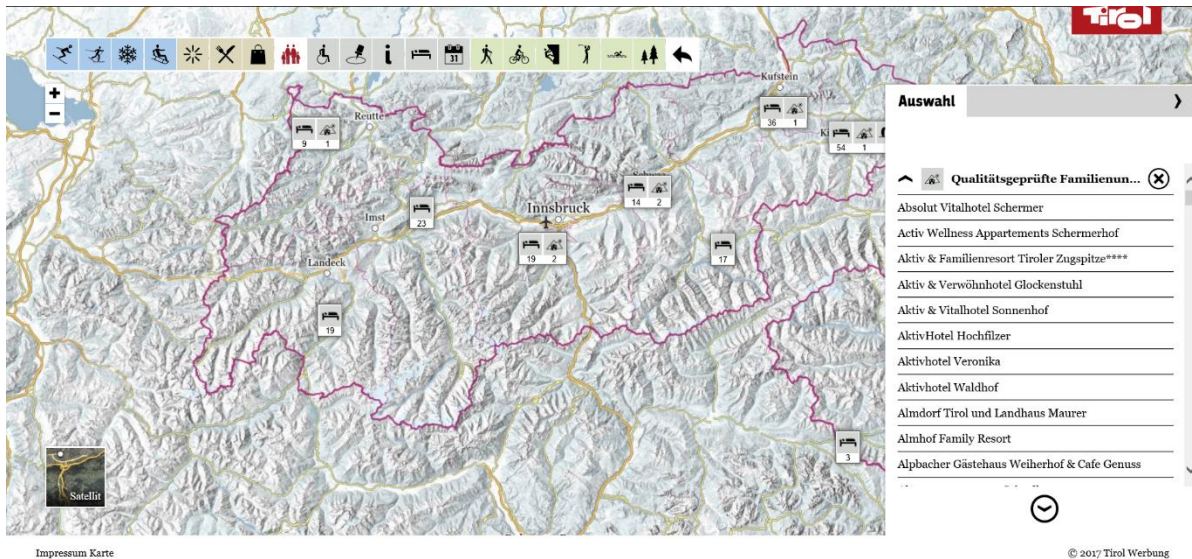 Tirol
31
+
−
Kufstein
Auswahl
Reutte
36 1
9 1
54 1
Qualitätsgeprüfte Familienun...
14 2
Absolut Vitalhotel Schermer
Innsbruck
Imst
23
Activ Wellness Appartements Schermerhof
19 2
17
Aktiv & Familienresort Tiroler Zugspitze****
Landeck
Aktiv & Verwöhnhotel Glockenstuhl
19
Aktiv & Vitalhotel Sonnenhof
AktivHotel Hochfilzer
Aktivhotel Veronika
Aktivhotel Waldhof
Almdorf Tirol und Landhaus Maurer
Almhof Family Resort
3
Alpbacher Gästehaus Weiherhof & Cafe Genuss
Satellit
Impressum Karte
© 2017 Tirol Werbung